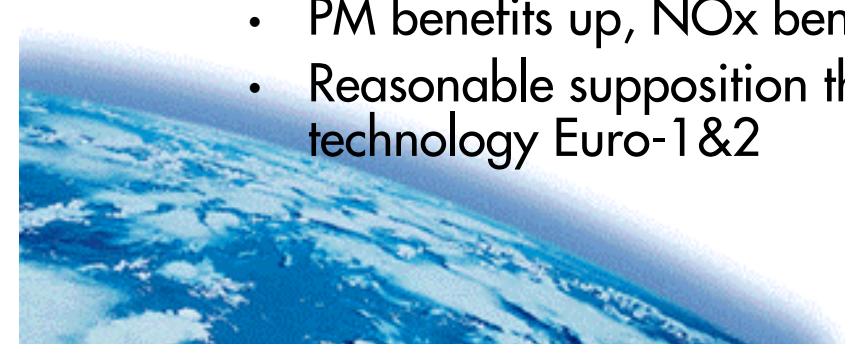 • PM benefits up, NOx ben
• Reasonable supposition th
technology Euro-1&2